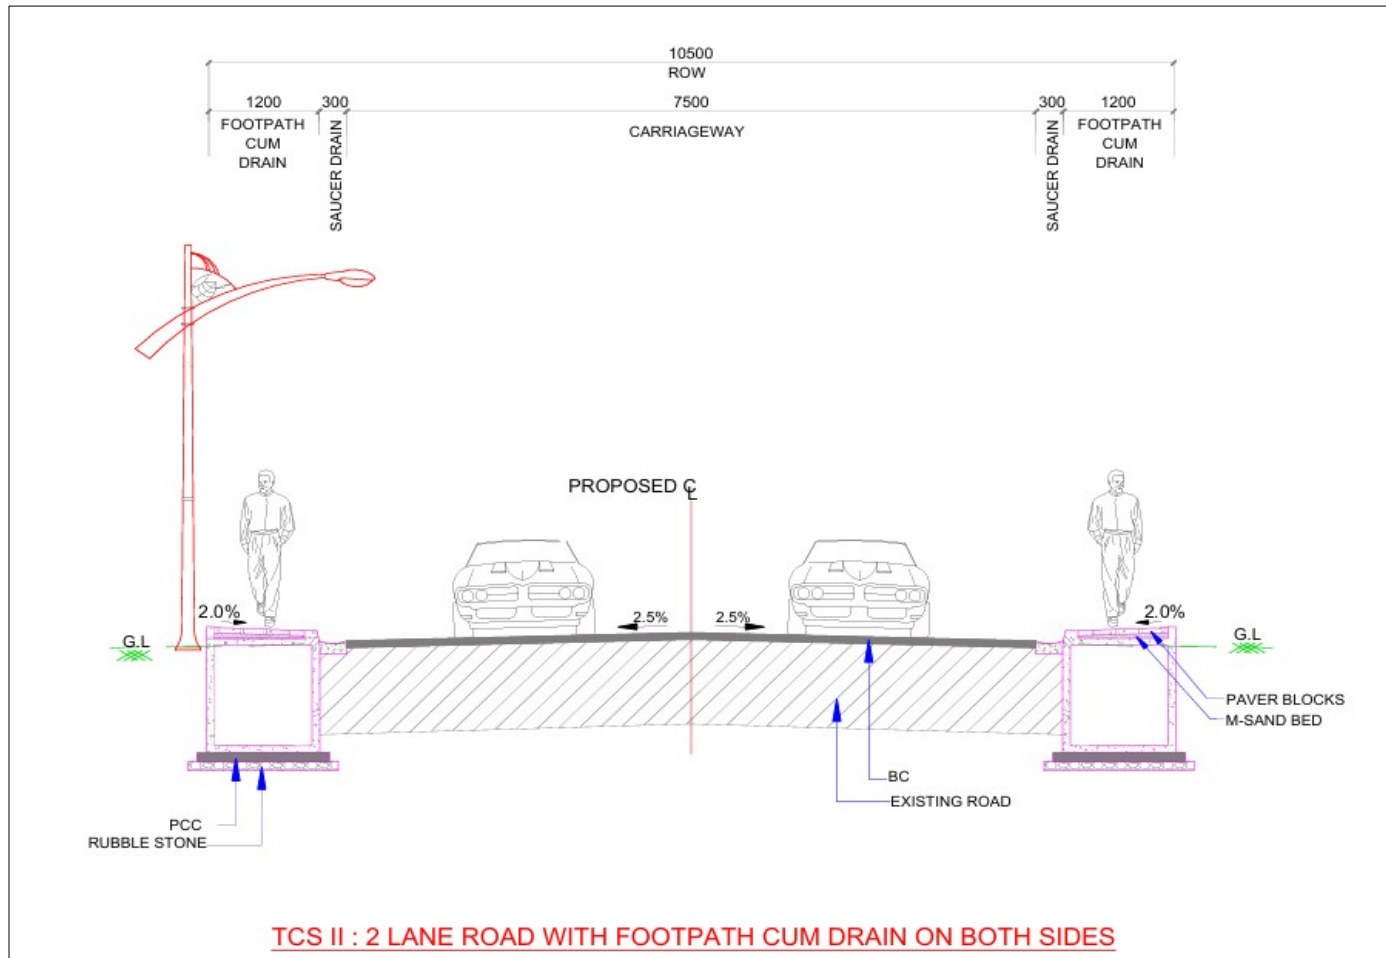 10500
ROW
1200
300
7500
300
1200
FOOTPATH
CUM
DRAIN
SAUCER DRAIN
CARRIAGEWAY
SAUCER DRAIN
FOOTPATH
CUM
DRAIN
PROPOSED CL
2.0%
2.5%
2.5%
2.0%
G.L
G.L
PAVER BLOCKS
M-SAND BED
BC
EXISTING ROAD
PCC
RUBBLE STONE
TCS II : 2 LANE ROAD WITH FOOTPATH CUM DRAIN ON BOTH SIDES